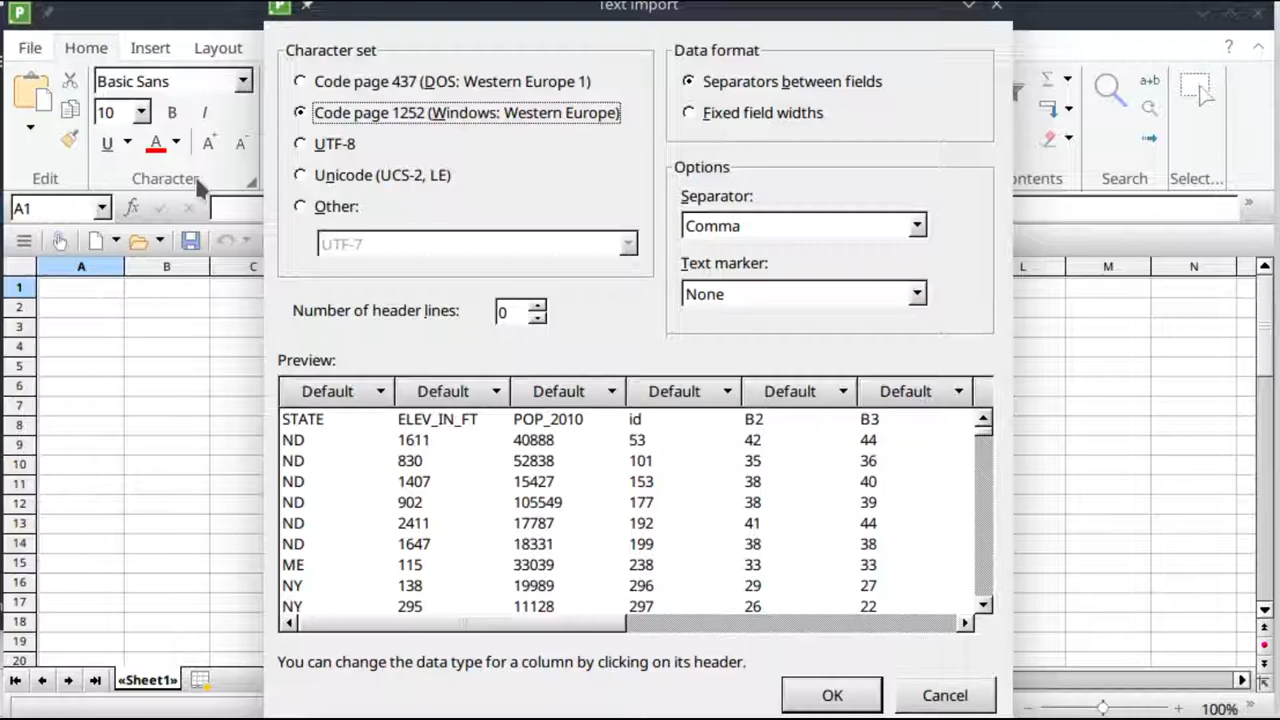 Text Import
File Home Insert Layout
Basic Sans
10 B I
U A A A
Edit Character
ontents Search Select...
A1 fx
A B C L M N
1
2
3
4
5
6
7
8
9
10
11
12
13
14
15
16
17
18
19
20
Character set
Code page 437 (DOS: Western Europe 1)
Code page 1252 (Windows: Western Europe)
UTF-8
Unicode (UCS-2, LE)
Other:
UTF-7
Number of header lines: 0
Data format
Separators between fields
Fixed field widths
Options
Separator:
Comma
Text marker:
None
Preview:
Default Default Default Default Default Default
STATE ELEV_IN_FT POP_2010 id B2 B3
ND 1611 40888 53 42 44
ND 830 52838 101 35 36
ND 1407 15427 153 38 40
ND 902 105549 177 38 39
ND 2411 17787 192 41 44
ND 1647 18331 199 38 38
ME 115 33039 238 33 33
NY 138 19989 296 29 27
NY 295 11128 297 26 22
You can change the data type for a column by clicking on its header.
OK Cancel
«Sheet1»
100%